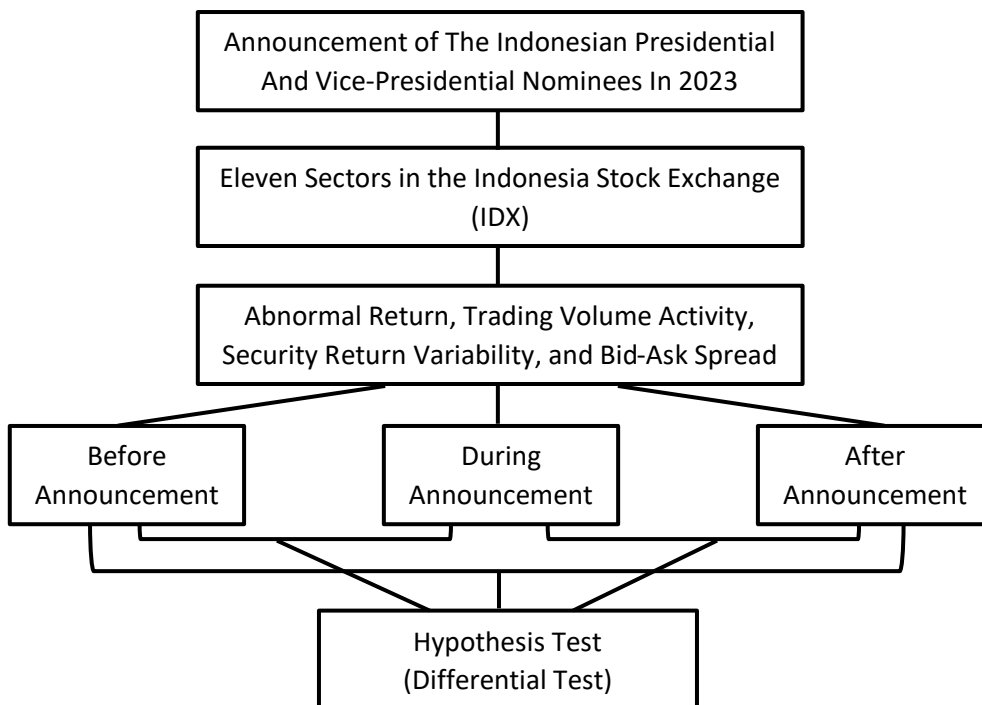 Announcement of The Indonesian Presidential
And Vice-Presidential Nominees In 2023
Eleven Sectors in the Indonesia Stock Exchange
(IDX)
Abnormal Return, Trading Volume Activity,
Security Return Variability, and Bid-Ask Spread
Before
Announcement
During
Announcement
After
Announcement
Hypothesis Test
(Differential Test)